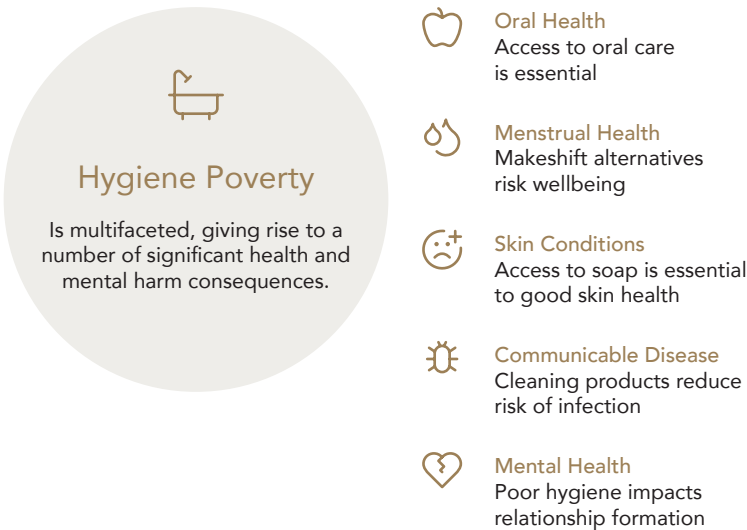 Hygiene Poverty
Is multifaceted, giving rise to a
number of significant health and
mental harm consequences.
Oral Health
Access to oral care
is essential
Menstrual Health
Makeshift alternatives
risk wellbeing
Skin Conditions
Access to soap is essential
to good skin health
Communicable Disease
Cleaning products reduce
risk of infection
Mental Health
Poor hygiene impacts
relationship formation